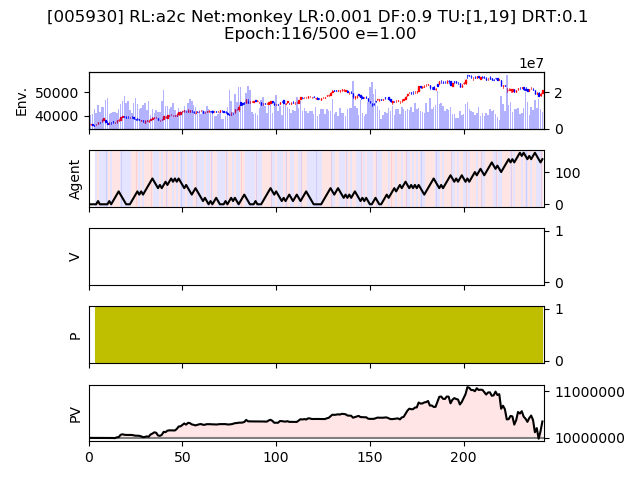 [005930] RL:a2c Net:monkey LR:0.001 DF:0.9 TU:[1,19] DRT:0.1
Epoch:116/500 e=1.00
1e7
Env.
50000
40000
2
0
Agent
100
0
V
1
0
P
1
0
PV
11000000
10000000
0
50
100
150
200